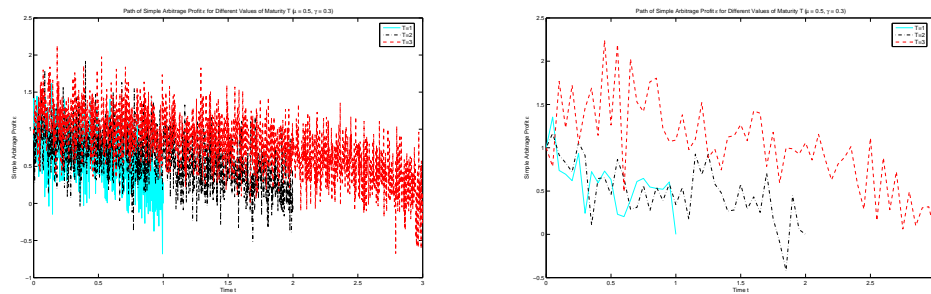 Path of Simple Arbitrage Profit ε for Different Values of Maturity T (μ = 0.5, γ = 0.3)
Simple Arbitrage Profit ε
2.5
2
1.5
1
0.5
0
−0.5
−1
0 0.5 1 1.5 2 2.5 3
Time t
T=1
T=2
T=3
Path of Simple Arbitrage Profit ε for Different Values of Maturity T (μ = 0.5, γ = 0.3)
Simple Arbitrage Profit ε
2.5
2
1.5
1
0.5
0
−0.5
0 0.5 1 1.5 2 2.5
Time t
T=1
T=2
T=3